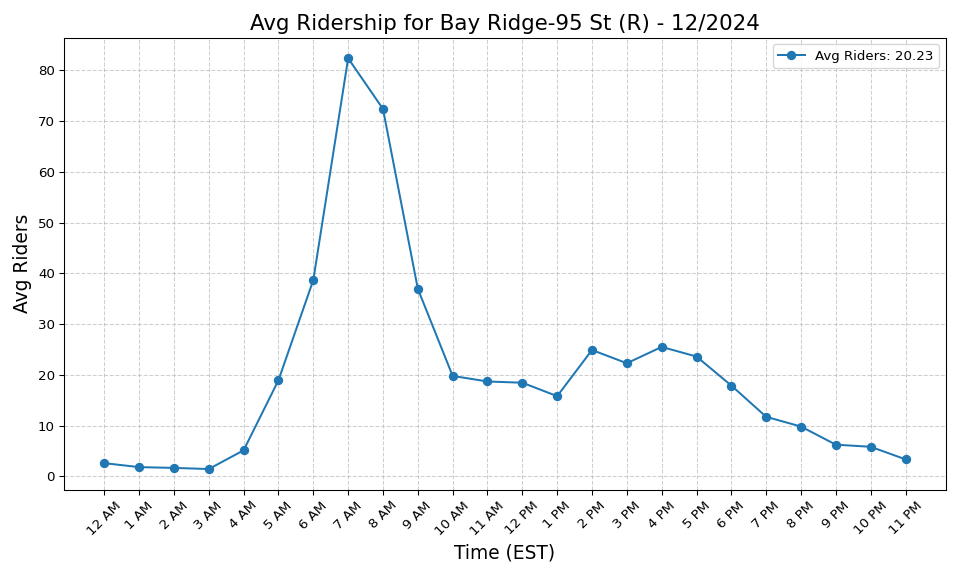 Avg Ridership for Bay Ridge-95 St (R) - 12/2024
Avg Riders: 20.23
Avg Riders
80
70
60
50
40
30
20
10
0
12 AM
1 AM
2 AM
3 AM
4 AM
5 AM
6 AM
7 AM
8 AM
9 AM
10 AM
11 AM
12 PM
1 PM
2 PM
3 PM
4 PM
5 PM
6 PM
7 PM
8 PM
9 PM
10 PM
11 PM
Time (EST)